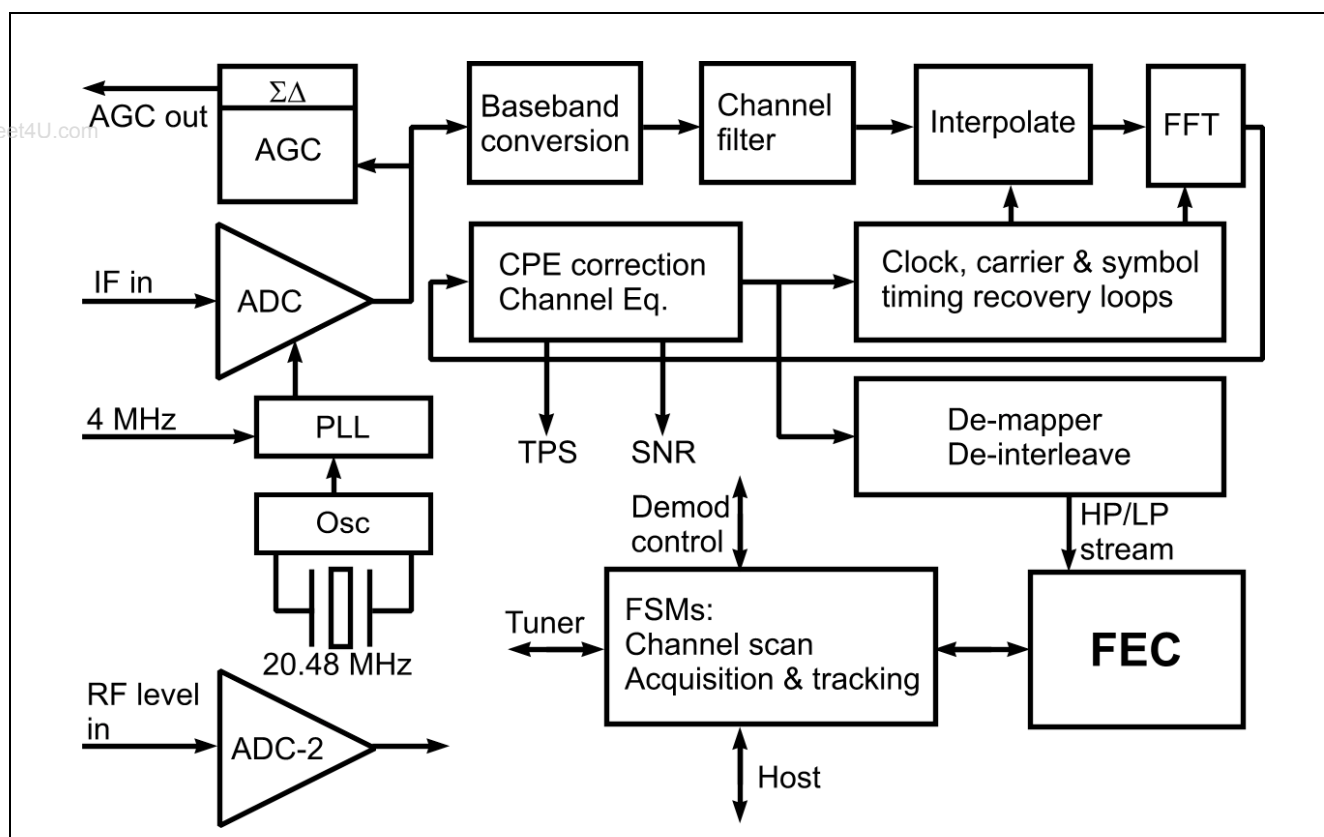 ΣΔ
AGC out
AGC
eet4U.com
Baseband
conversion
Channel
filter
Interpolate
FFT
IF in
ADC
CPE correction
Channel Eq.
Clock, carrier & symbol
timing recovery loops
4 MHz
PLL
TPS
SNR
De-mapper
De-interleave
Osc
20.48 MHz
Demod
control
HP/LP
stream
Tuner
FSMs:
Channel scan
Acquisition & tracking
FEC
RF level
in
ADC-2
Host